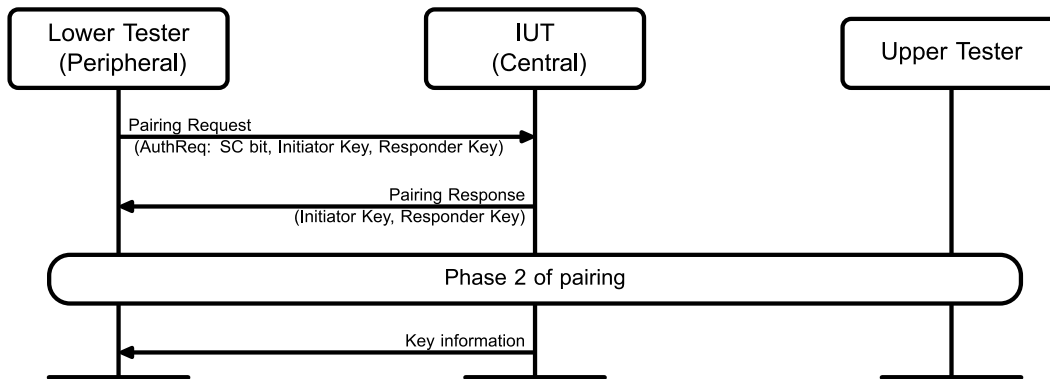 Lower Tester
(Peripheral)
IUT
(Central)
Upper Tester
Pairing Request
(AuthReq: SC bit, Initiator Key, Responder Key)
Pairing Response
(Initiator Key, Responder Key)
Phase 2 of pairing
Key information